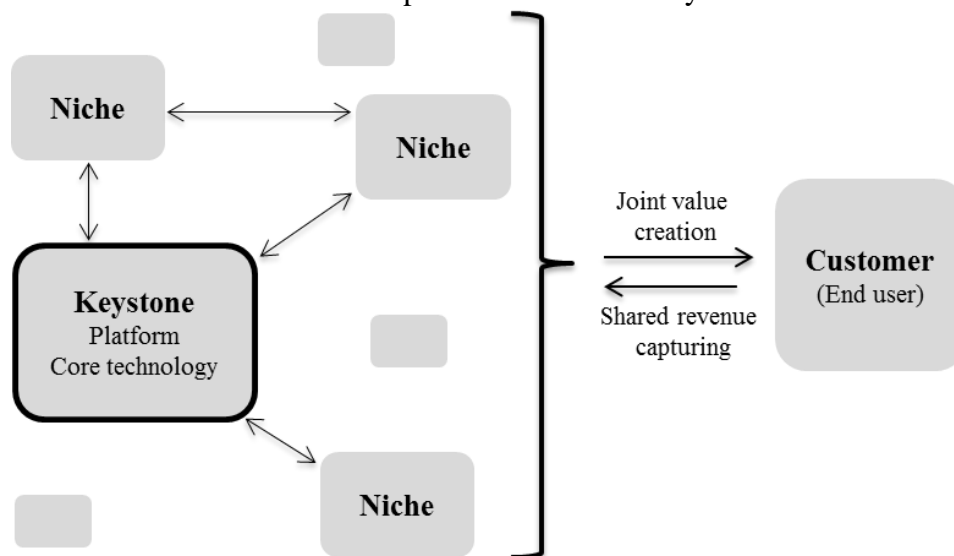 Niche
Niche
Keystone
Platform
Core technology
Niche
Joint value
creation
Shared revenue
capturing
Customer
(End user)